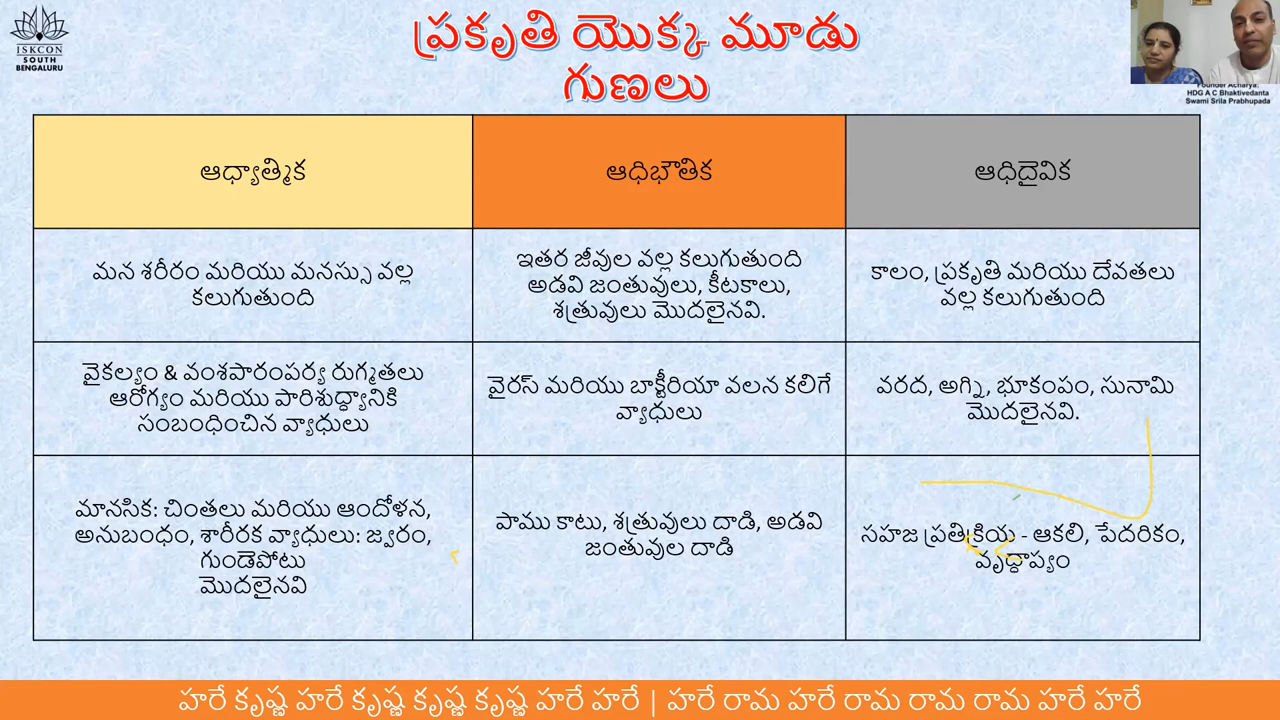 ISKCON
SOUTH
BENGALURU
ప్రకృతి యొక్క మూడు
గుణలు
Founder Acharya:
HDG A C Bhaktivedanta
Swami Srila Prabhupada
ఆధ్యాత్మిక
ఆధిభౌతిక
ఆధిదైవిక
మన శరీరం మరియు మనస్సు వల్ల
కలుగుతుంది
ఇతర జీవుల వల్ల కలుగుతుంది
అడవి జంతువులు, కీటకాలు,
శత్రువులు మొదలైనవి.
కాలం, ప్రకృతి మరియు దేవతలు
వల్ల కలుగుతుంది
వైకల్యం & వంశపారంపర్య రుగ్మతలు
ఆరోగ్యం మరియు పారిశుద్ధ్యానికి
సంబంధించిన వ్యాధులు
వైరస్ మరియు బాక్టీరియా వలన కలిగే
వ్యాధులు
వరద, అగ్ని, భూకంపం, సునామి
మొదలైనవి.
మానసిక: చింతలు మరియు ఆందోళన,
అనుబంధం, శారీరక వ్యాధులు: జ్వరం,
గుండెపోటు
మొదలైనవి
పాము కాటు, శత్రువులు దాడి, అడవి
జంతువుల దాడి
సహజ ప్రతిక్రియ - ఆకలి, పేదరికం,
వృద్ధాప్యం
హరే కృష్ణ హరే కృష్ణ కృష్ణ కృష్ణ హరే హరే | హరే రామ హరే రామ రామ రామ హరే హరే